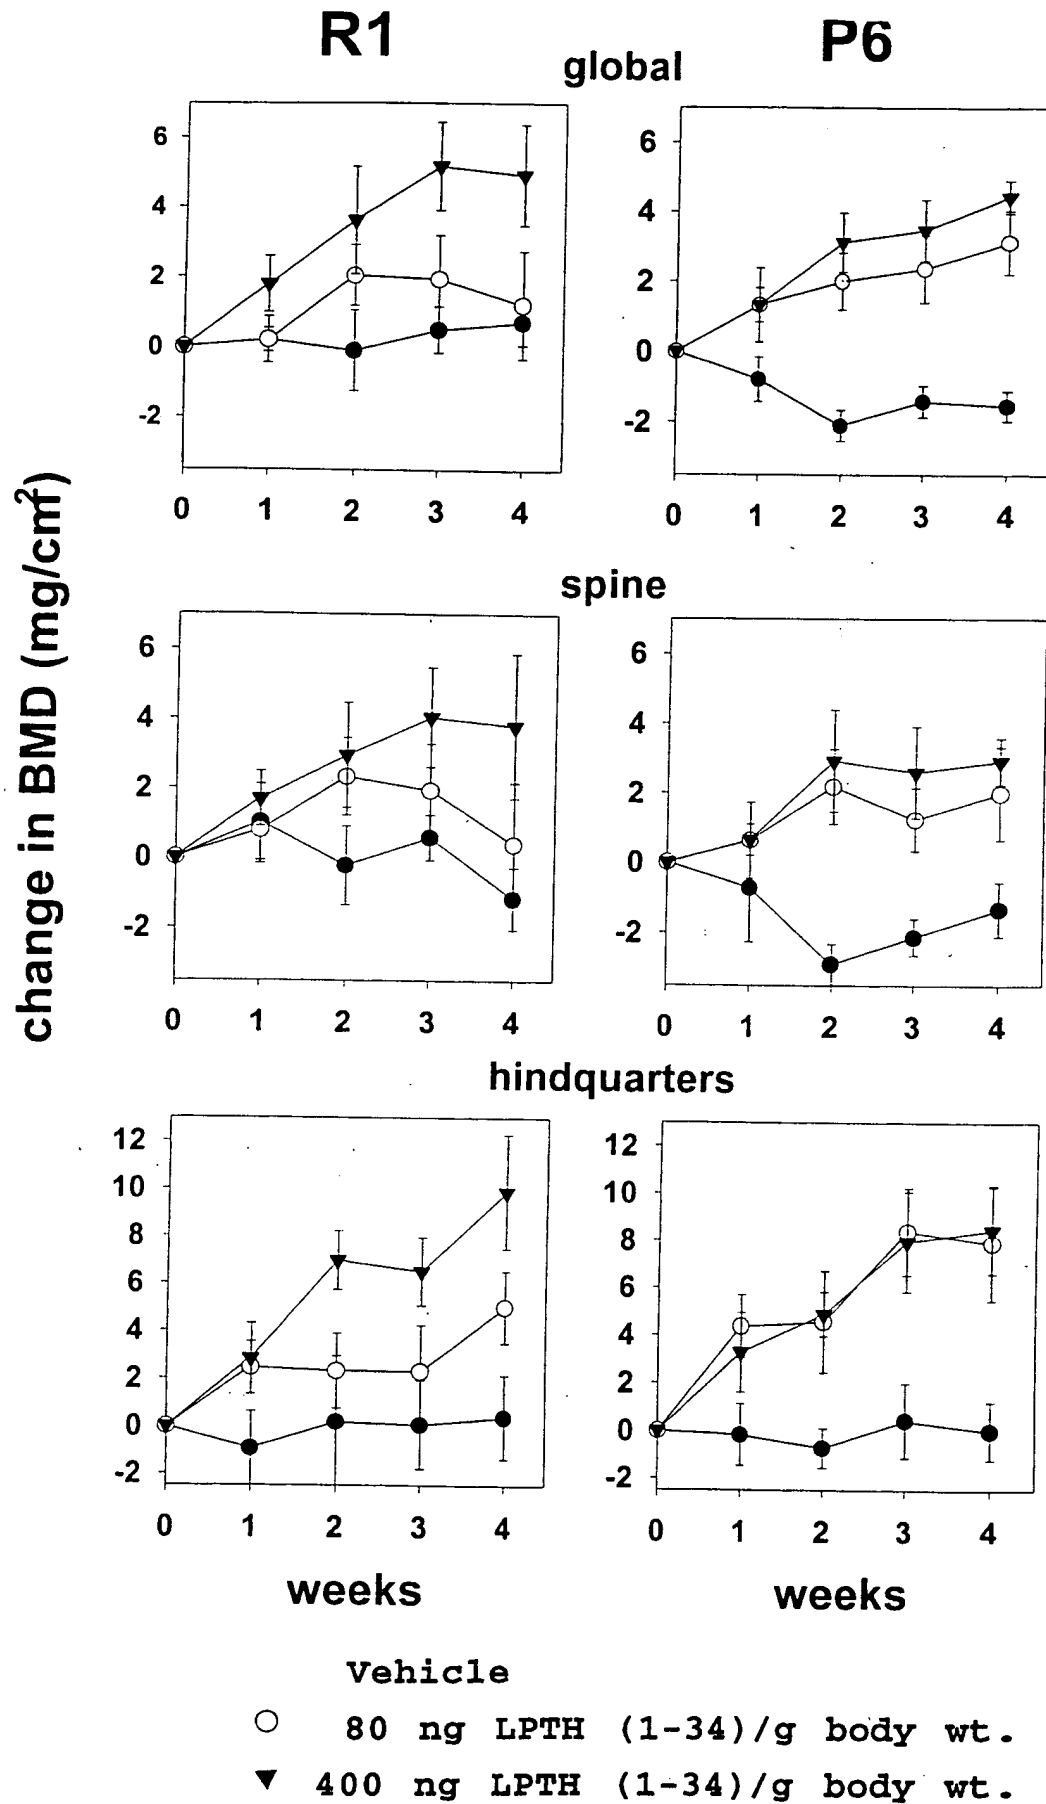 R1 P6
global
6 6
4 4
2 2
0 0
-2 -2
0 1 2 3 4 0 1 2 3 4
change in BMD (mg/cm²)
spine
6 6
4 4
2 2
0 0
-2 -2
0 1 2 3 4 0 1 2 3 4
hindquarters
12 12
10 10
8 8
6 6
4 4
2 2
0 0
-2 -2
0 1 2 3 4 0 1 2 3 4
weeks weeks
Vehicle
80 ng LPTH (1-34)/g body wt.
400 ng LPTH (1-34)/g body wt.